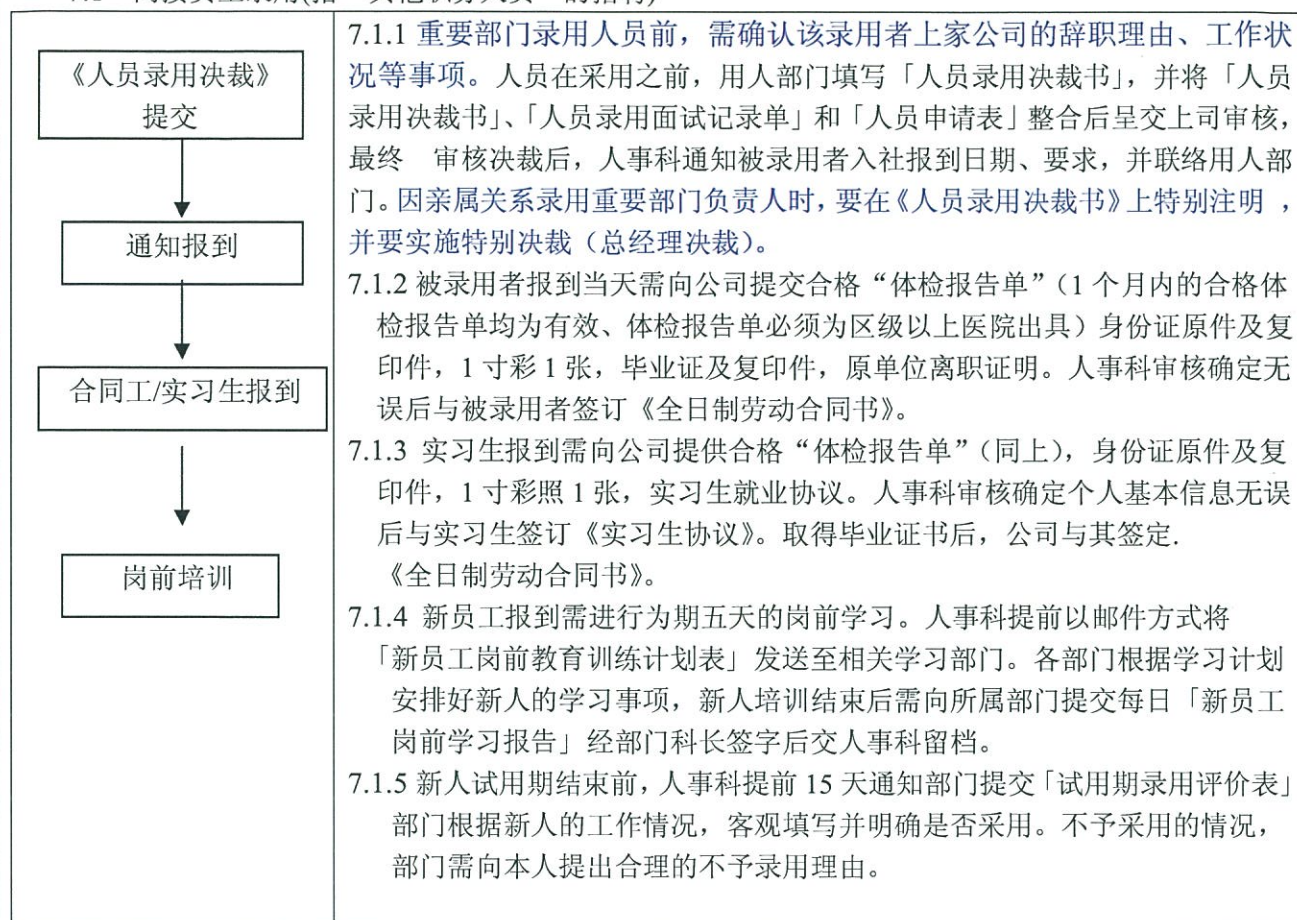 《人员录用决裁》
提交
通知报到
合同工/实习生报到
岗前培训
7.1.1 重要部门录用人员前，需确认该录用者上家公司的辞职理由、工作状
况等事项。人员在采用之前，用人部门填写「人员录用决裁书」，并将「人员
录用决裁书」、「人员录用面试记录单」和「人员申请表」整合后呈交上司审核，
最终 审核决裁后，人事科通知被录用者入社报到日期、要求，并联络用人部
门。因亲属关系录用重要部门负责人时，要在《人员录用决裁书》上特别注明 ，
并要实施特别决裁（总经理决裁）。
7.1.2 被录用者报到当天需向公司提交合格“体检报告单”（1 个月内的合格体
检报告单均为有效、体检报告单必须为区级以上医院出具）身份证原件及复
印件，1 寸彩 1 张，毕业证及复印件，原单位离职证明。人事科审核确定无
误后与被录用者签订《全日制劳动合同书》。
7.1.3 实习生报到需向公司提供合格“体检报告单”（同上），身份证原件及复
印件，1 寸彩照 1 张，实习生就业协议。人事科审核确定个人基本信息无误
后与实习生签订《实习生协议》。取得毕业证书后，公司与其签定.
《全日制劳动合同书》。
7.1.4 新员工报到需进行为期五天的岗前学习。人事科提前以邮件方式将
「新员工岗前教育训练计划表」发送至相关学习部门。各部门根据学习计划
安排好新人的学习事项，新人培训结束后需向所属部门提交每日「新员工
岗前学习报告」经部门科长签字后交人事科留档。
7.1.5 新人试用期结束前，人事科提前 15 天通知部门提交「试用期录用评价表」
部门根据新人的工作情况，客观填写并明确是否采用。不予采用的情况，
部门需向本人提出合理的不予录用理由。